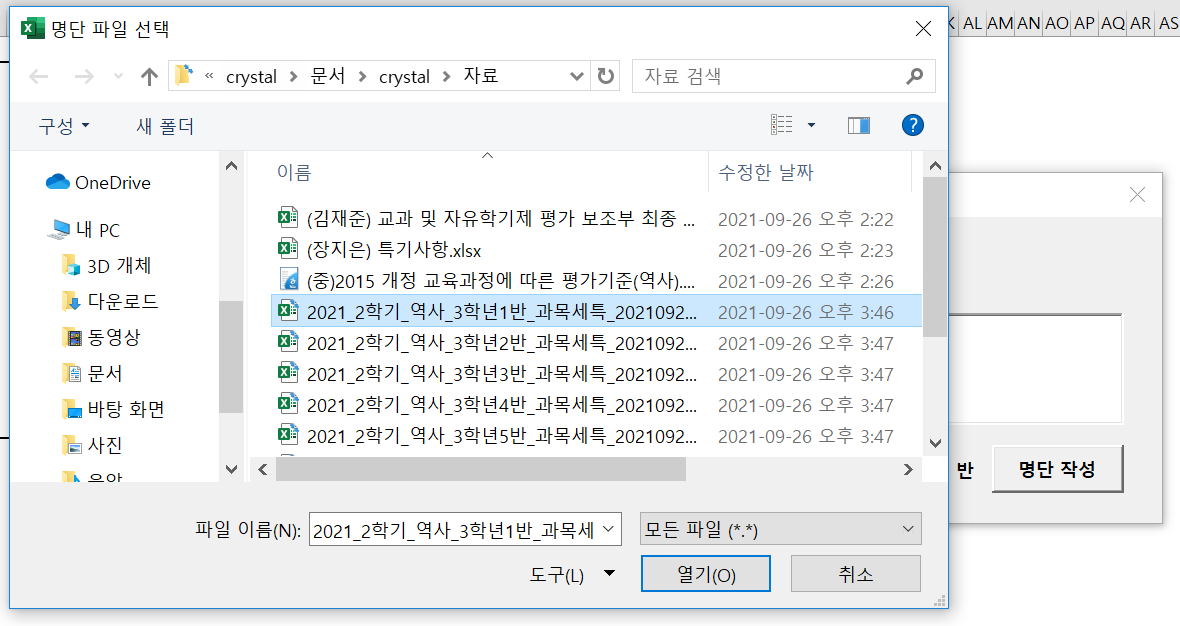 명단 파일 선택
AL AM AN AO AP AQ AR AS
« crystal > 문서 > crystal > 자료
자료 검색
구성
새 폴더
OneDrive
내 PC
3D 개체
다운로드
동영상
문서
바탕 화면
사진
이름
수정한 날짜
(김재준) 교과 및 자유학기제 평가 보조부 최종 ... 2021-09-26 오후 2:22
(장지은) 특기사항.xlsx 2021-09-26 오후 2:23
(중)2015 개정 교육과정에 따른 평가기준(역사).... 2021-09-26 오후 2:26
2021_2학기_역사_3학년1반_과목세특_2021092... 2021-09-26 오후 3:46
2021_2학기_역사_3학년2반_과목세특_2021092... 2021-09-26 오후 3:47
2021_2학기_역사_3학년3반_과목세특_2021092... 2021-09-26 오후 3:47
2021_2학기_역사_3학년4반_과목세특_2021092... 2021-09-26 오후 3:47
2021_2학기_역사_3학년5반_과목세특_2021092... 2021-09-26 오후 3:47
반
명단 작성
파일 이름(N): 2021_2학기_역사_3학년1반_과목세
모든 파일 (*.*)
도구(L)
열기(O)
취소